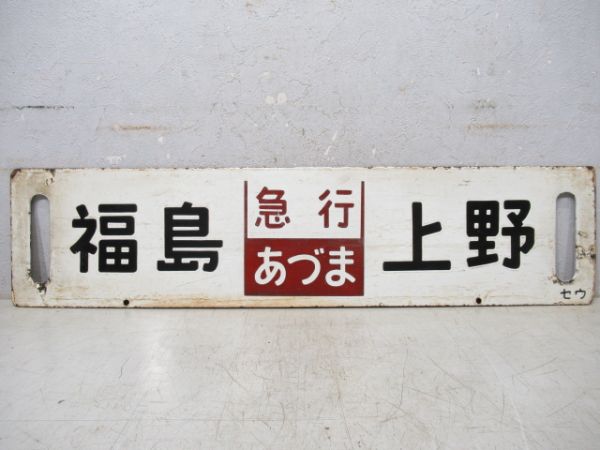 福島 急行 上野
あづま
セウ